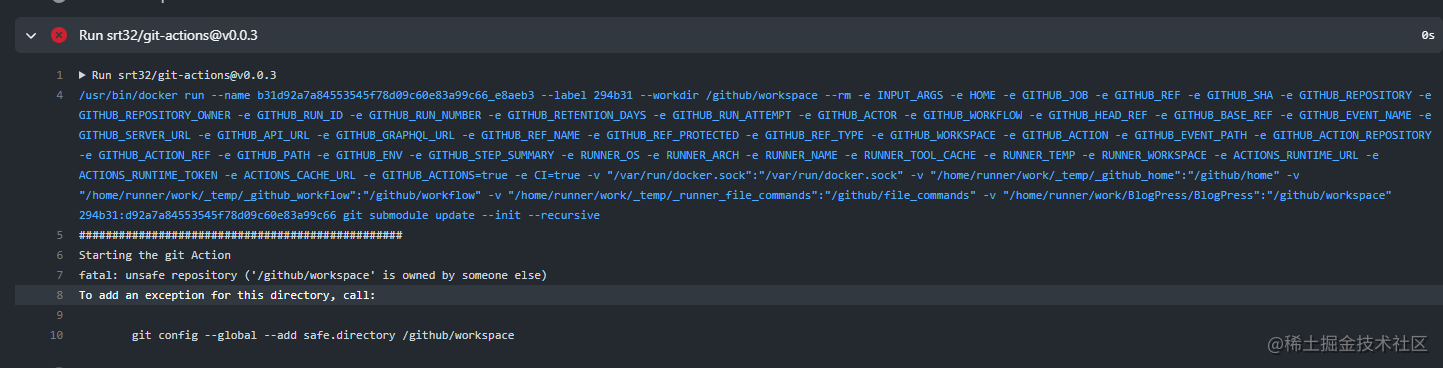 Run srt32/git-actions@v0.0.3 0s
1 Run srt32/git-actions@v0.0.3
4 /usr/bin/docker run --name b31d92a7a84553545f78d09c60e83a99c66_e8aeb3 --label 294b31 --workdir /github/workspace --rm -e INPUT_ARGS -e HOME -e GITHUB_JOB -e GITHUB_REF -e GITHUB_SHA -e GITHUB_REPOSITORY -e
GITHUB_REPOSITORY_OWNER -e GITHUB_RUN_ID -e GITHUB_RUN_NUMBER -e GITHUB_RETENTION_DAYS -e GITHUB_RUN_ATTEMPT -e GITHUB_ACTOR -e GITHUB_WORKFLOW -e GITHUB_HEAD_REF -e GITHUB_BASE_REF -e GITHUB_EVENT_NAME -e
GITHUB_SERVER_URL -e GITHUB_API_URL -e GITHUB_GRAPHQL_URL -e GITHUB_REF_NAME -e GITHUB_REF_PROTECTED -e GITHUB_REF_TYPE -e GITHUB_WORKSPACE -e GITHUB_ACTION -e GITHUB_EVENT_PATH -e GITHUB_ACTION_REPOSITORY
-e GITHUB_ACTION_REF -e GITHUB_PATH -e GITHUB_ENV -e GITHUB_STEP_SUMMARY -e RUNNER_OS -e RUNNER_ARCH -e RUNNER_NAME -e RUNNER_TOOL_CACHE -e RUNNER_TEMP -e RUNNER_WORKSPACE -e ACTIONS_RUNTIME_URL -e
ACTIONS_RUNTIME_TOKEN -e ACTIONS_CACHE_URL -e GITHUB_ACTIONS=true -e CI=true -v "/var/run/docker.sock":"/var/run/docker.sock" -v "/home/runner/work/_temp/_github_home":"/github/home" -v
"/home/runner/work/_temp/_github_workflow":"/github/workflow" -v "/home/runner/work/_temp/_runner_file_commands":"/github/file_commands" -v "/home/runner/work/BlogPress/BlogPress":"/github/workspace"
294b31:d92a7a84553545f78d09c60e83a99c66 git submodule update --init --recursive
5 #################################################
6 Starting the git Action
7 fatal: unsafe repository ('/github/workspace' is owned by someone else)
8 To add an exception for this directory, call:
9
10 git config --global --add safe.directory /github/workspace
@稀土掘金技术社区